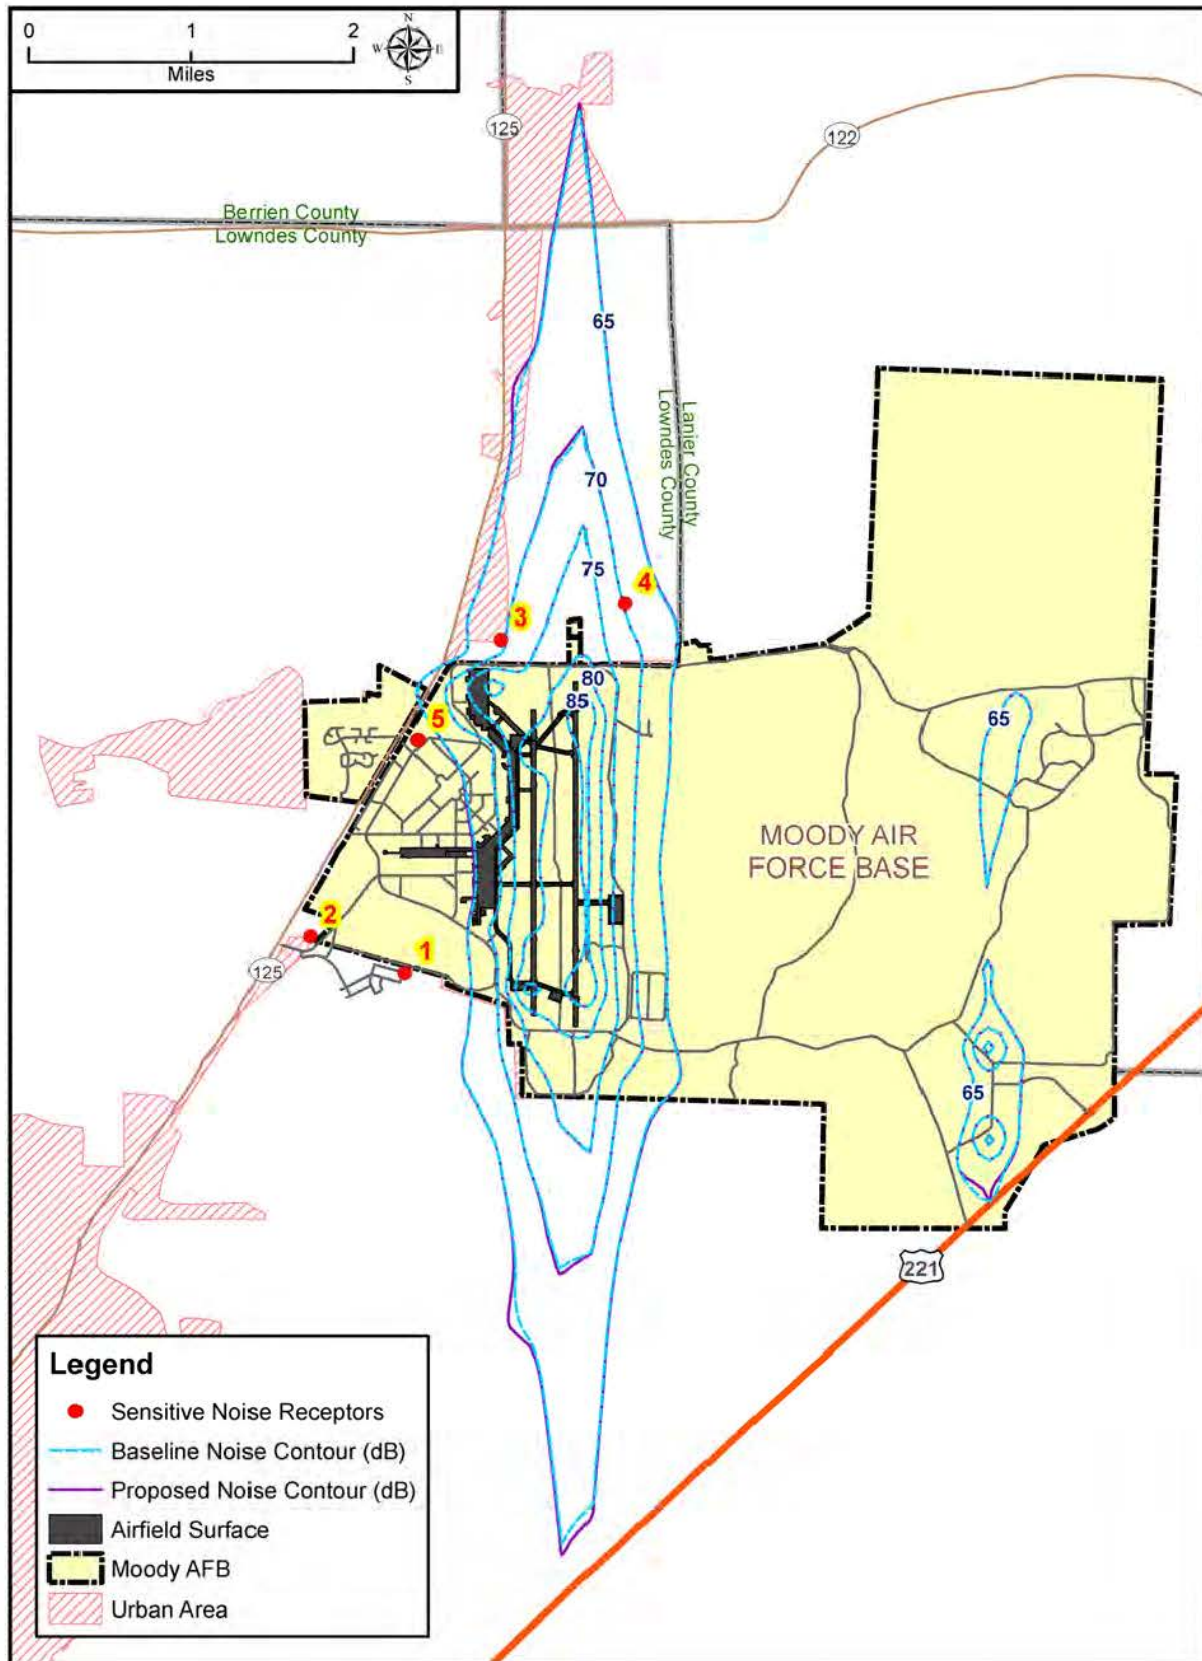 0 1 2
Miles
N
W E
S
125
122
Berrien County
Lowndes County
65
Lanier County
Lowndes County
70
75
4
3
80
85
5
65
MOODY AIR
FORCE BASE
2
1
125
65
221
Legend
Sensitive Noise Receptors
Baseline Noise Contour (dB)
Proposed Noise Contour (dB)
Airfield Surface
Moody AFB
Urban Area